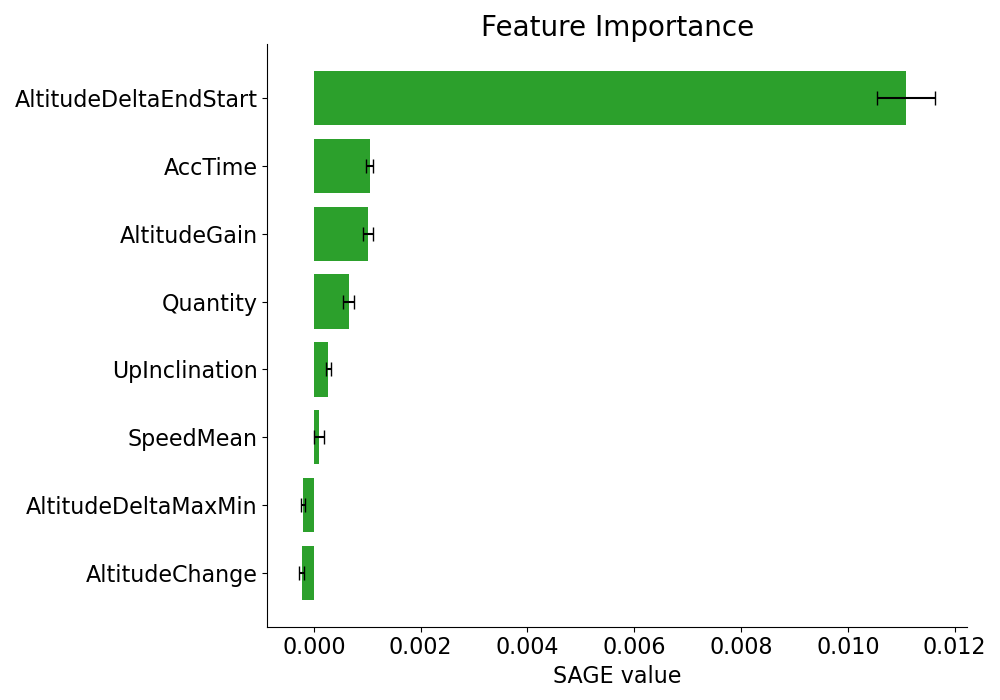 Feature Importance
AltitudeDeltaEndStart
AccTime
AltitudeGain
Quantity
UpInclination
SpeedMean
AltitudeDeltaMaxMin
AltitudeChange
0.000 0.002 0.004 0.006 0.008 0.010 0.012
SAGE value